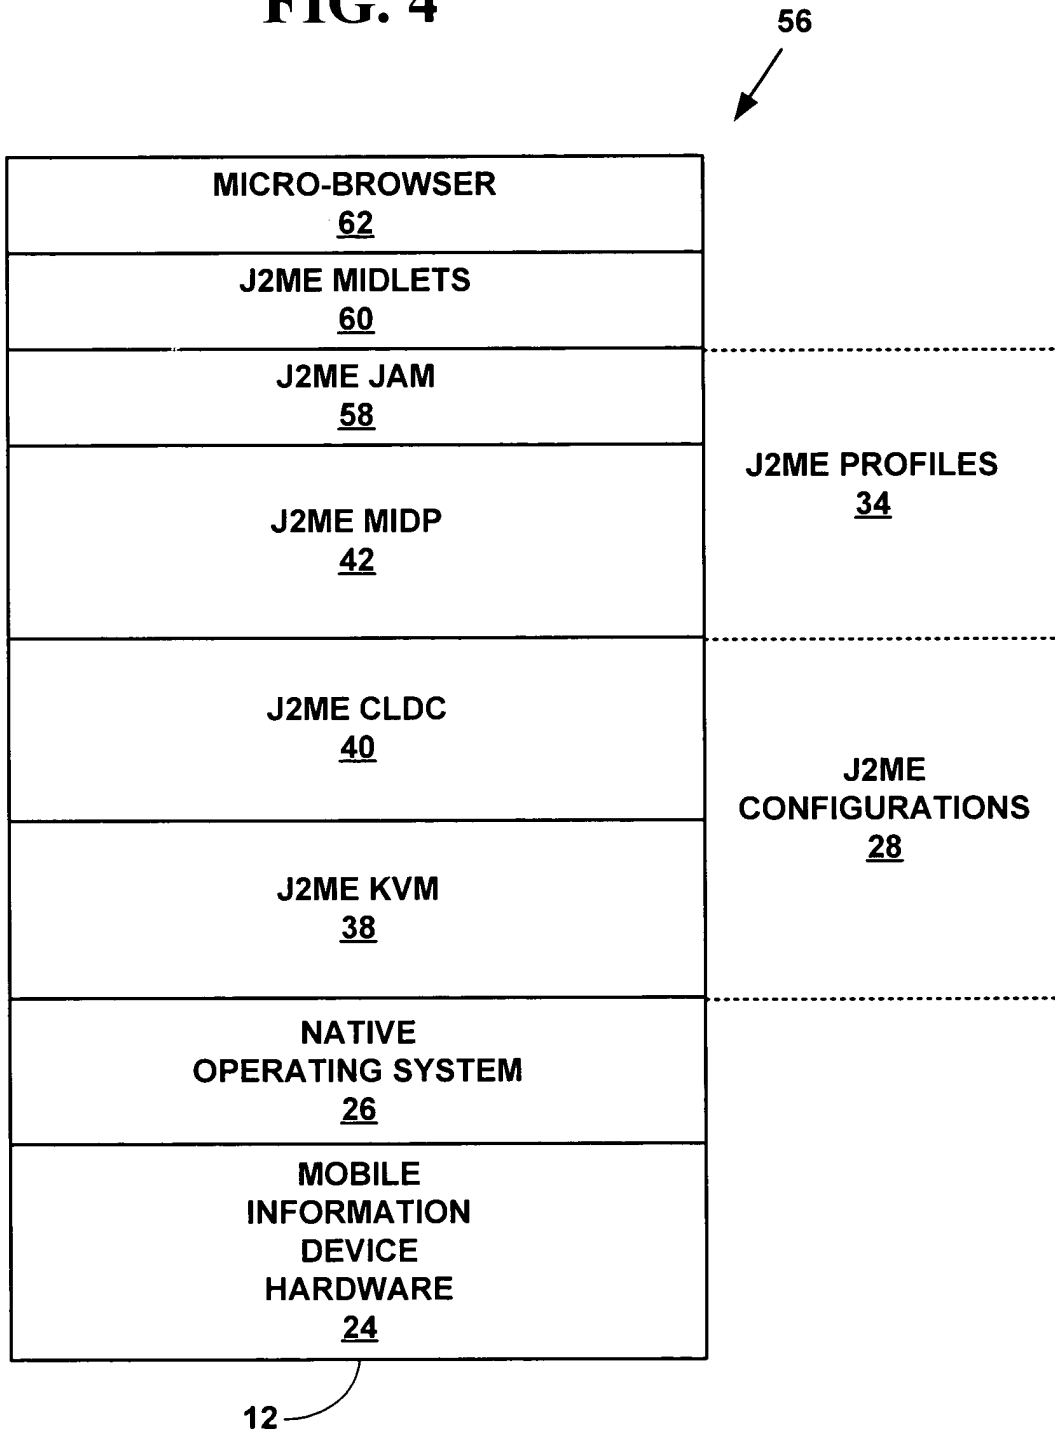 FIG. 4
56
MICRO-BROWSER
62
J2ME MIDLETS
60
J2ME JAM
58
J2ME MIDP
42
J2ME PROFILES
34
J2ME CLDC
40
J2ME
CONFIGURATIONS
28
J2ME KVM
38
NATIVE
OPERATING SYSTEM
26
MOBILE
INFORMATION
DEVICE
HARDWARE
24
12